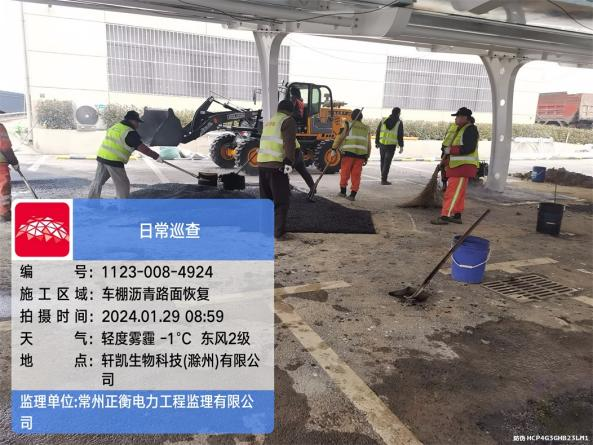 日常巡查
编 号：1123-008-4924
施工区域：车棚沥青路面恢复
拍摄时间：2024.01.29 08:59
天 气：轻度雾霾 -1℃ 东风2级
地 点：轩凯生物科技(滁州)有限公
司
监理单位:常州正衡电力工程监理有限公
司
防伪 HCP4G3GHB23LM1